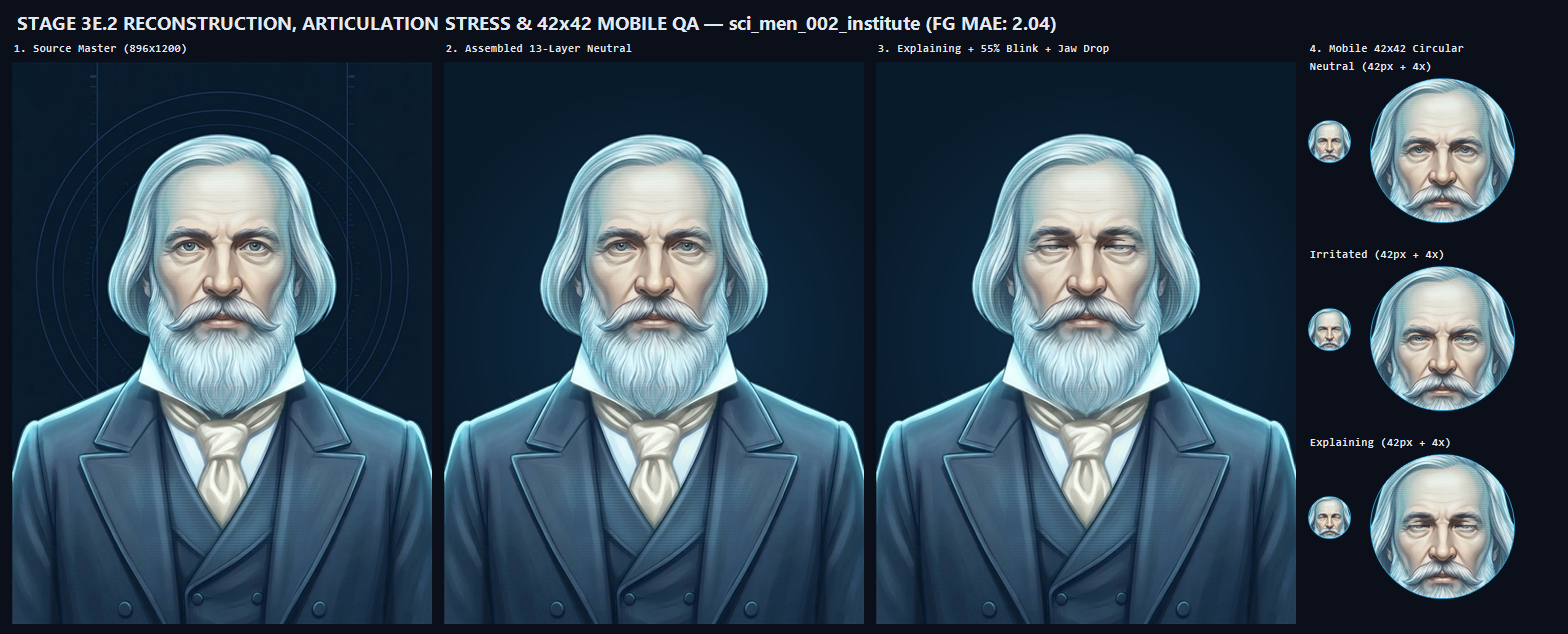 STAGE 3E.2 RECONSTRUCTION, ARTICULATION STRESS & 42x42 MOBILE QA — sci_men_002_institute (FG MAE: 2.04)
1. Source Master (896x1200)
2. Assembled 13-Layer Neutral
3. Explaining + 55% Blink + Jaw Drop
4. Mobile 42x42 Circular
Neutral (42px + 4x)
Irritated (42px + 4x)
Explaining (42px + 4x)